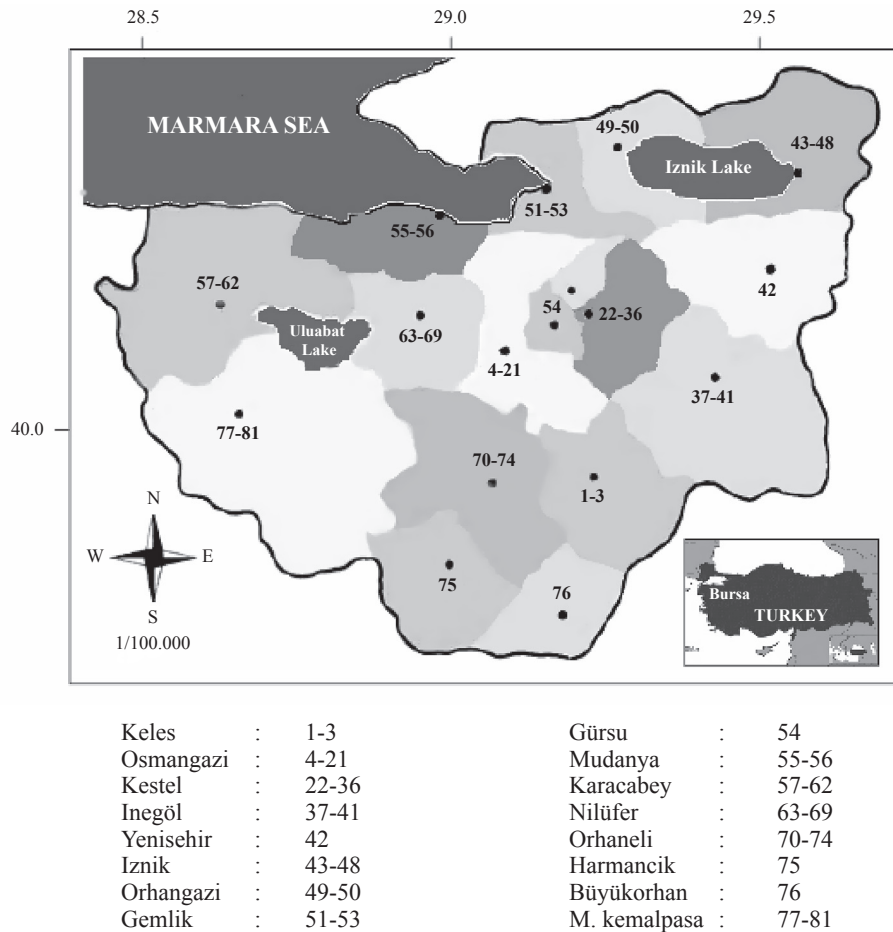 28.5 29.0 29.5
MARMARA SEA
49-50
43-48
Iznik Lake
51-53
55-56
57-62
42
54
22-36
Uluabat
Lake
63-69
4-21
37-41
40.0
77-81
70-74
1-3
N
W E
S
1/100.000
75
76
Bursa
TURKEY
Keles : 1-3
Osmangazi : 4-21
Kestel : 22-36
Inegöl : 37-41
Yenisehir : 42
Iznik : 43-48
Orhangazi : 49-50
Gemlik : 51-53
Gürsu : 54
Mudanya : 55-56
Karacabey : 57-62
Nilüfer : 63-69
Orhaneli : 70-74
Harmancik : 75
Büyükorhan : 76
M. kemalpasa : 77-81